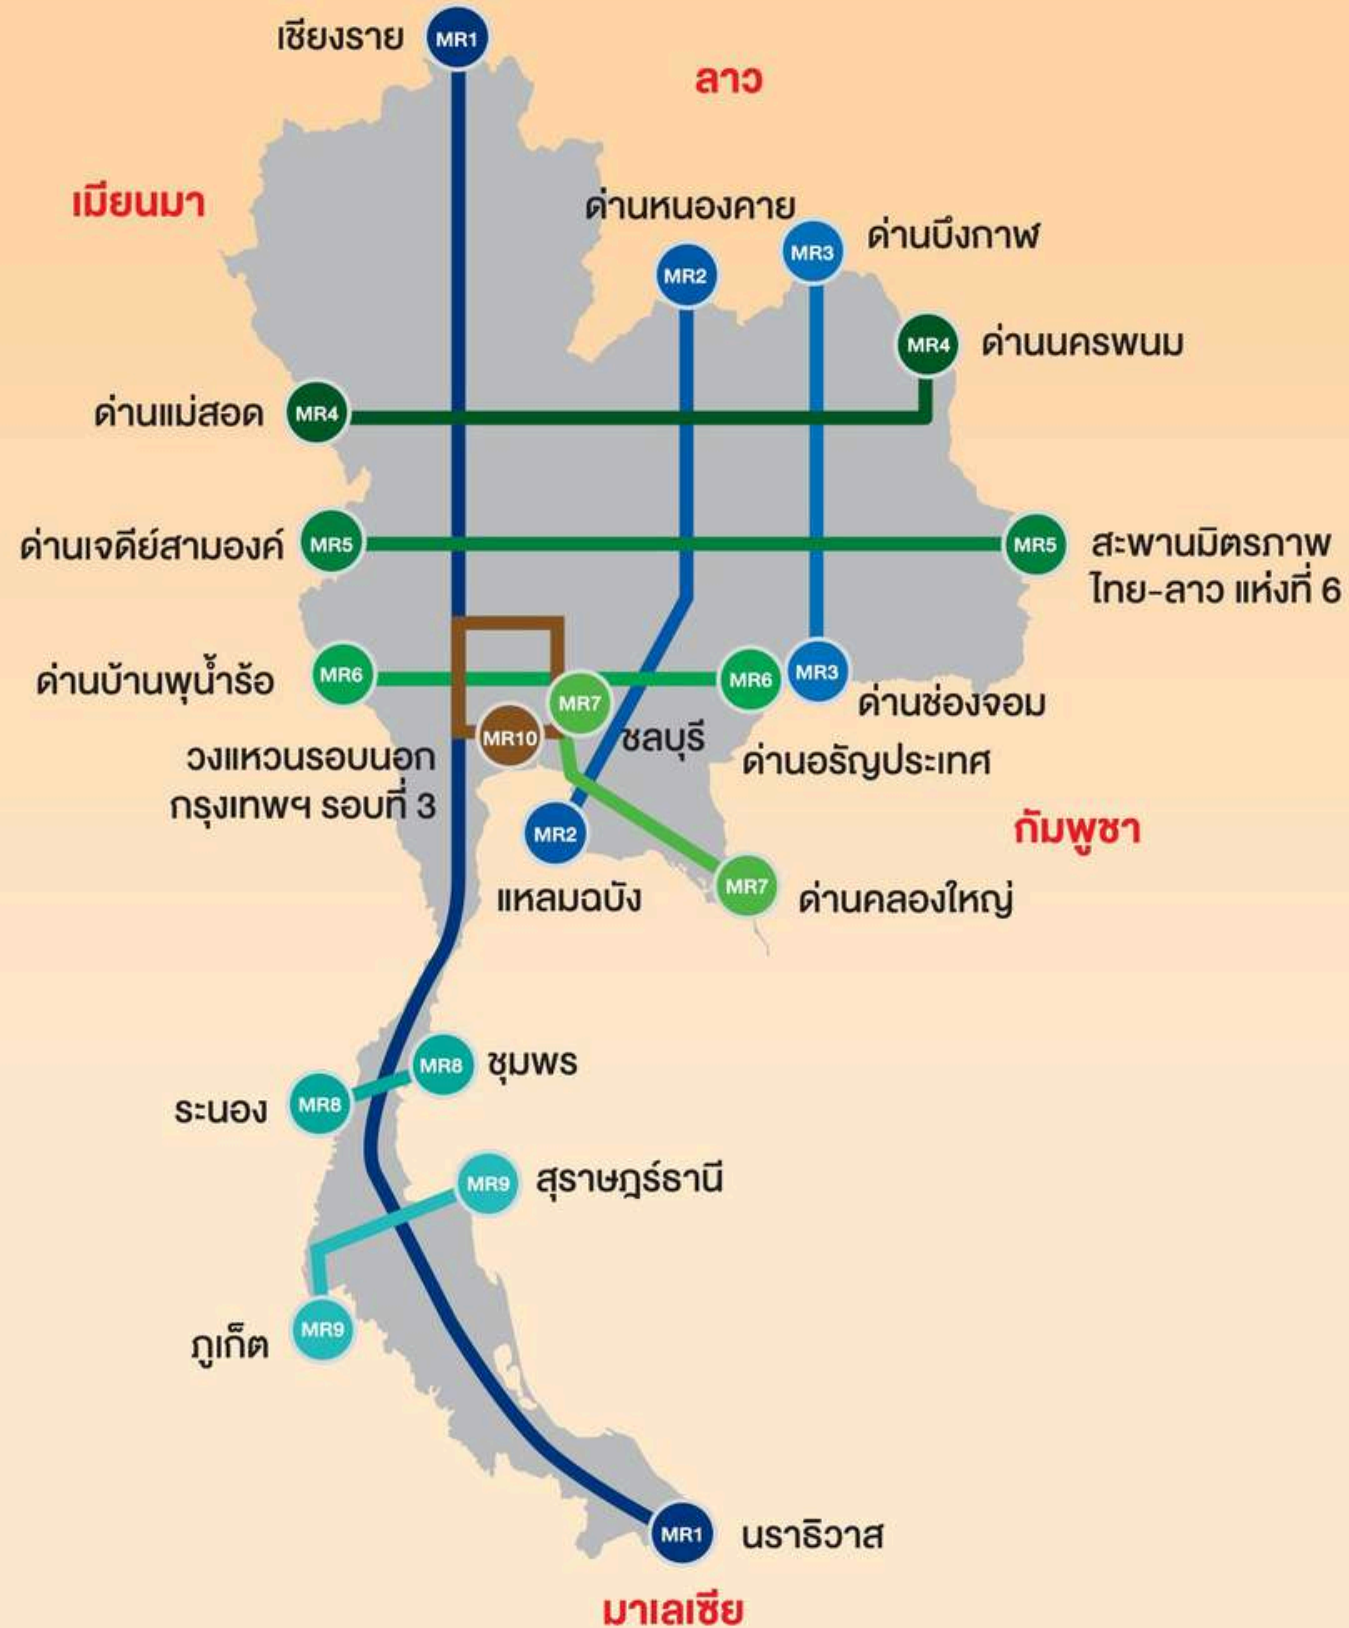 เชียงราย
MR1
ลาว
เมียนมา
ด่านหนองคาย
MR2
MR3
ด่านบึงกาฬ
MR4
ด่านนครพนม
ด่านแม่สอด
MR4
ด่านเจดีย์สามองค์
MR5
MR5
สะพานมิตรภาพ
ไทย-ลาว แห่งที่ 6
ด่านบ้านพุน้ำร้อ
MR6
MR6
MR3
ด่านช่องจอม
MR7
MR10
ชลบุรี
ด่านอรัญประเทศ
วงแหวนรอบนอก
กรุงเทพฯ รอบที่ 3
กัมพูชา
MR2
แหลมฉบัง
MR7
ด่านคลองใหญ่
MR8
ชุมพร
ระนอง
MR8
MR9
สุราษฎร์ธานี
ภูเก็ต
MR9
MR1
นราธิวาส
มาเลเซีย